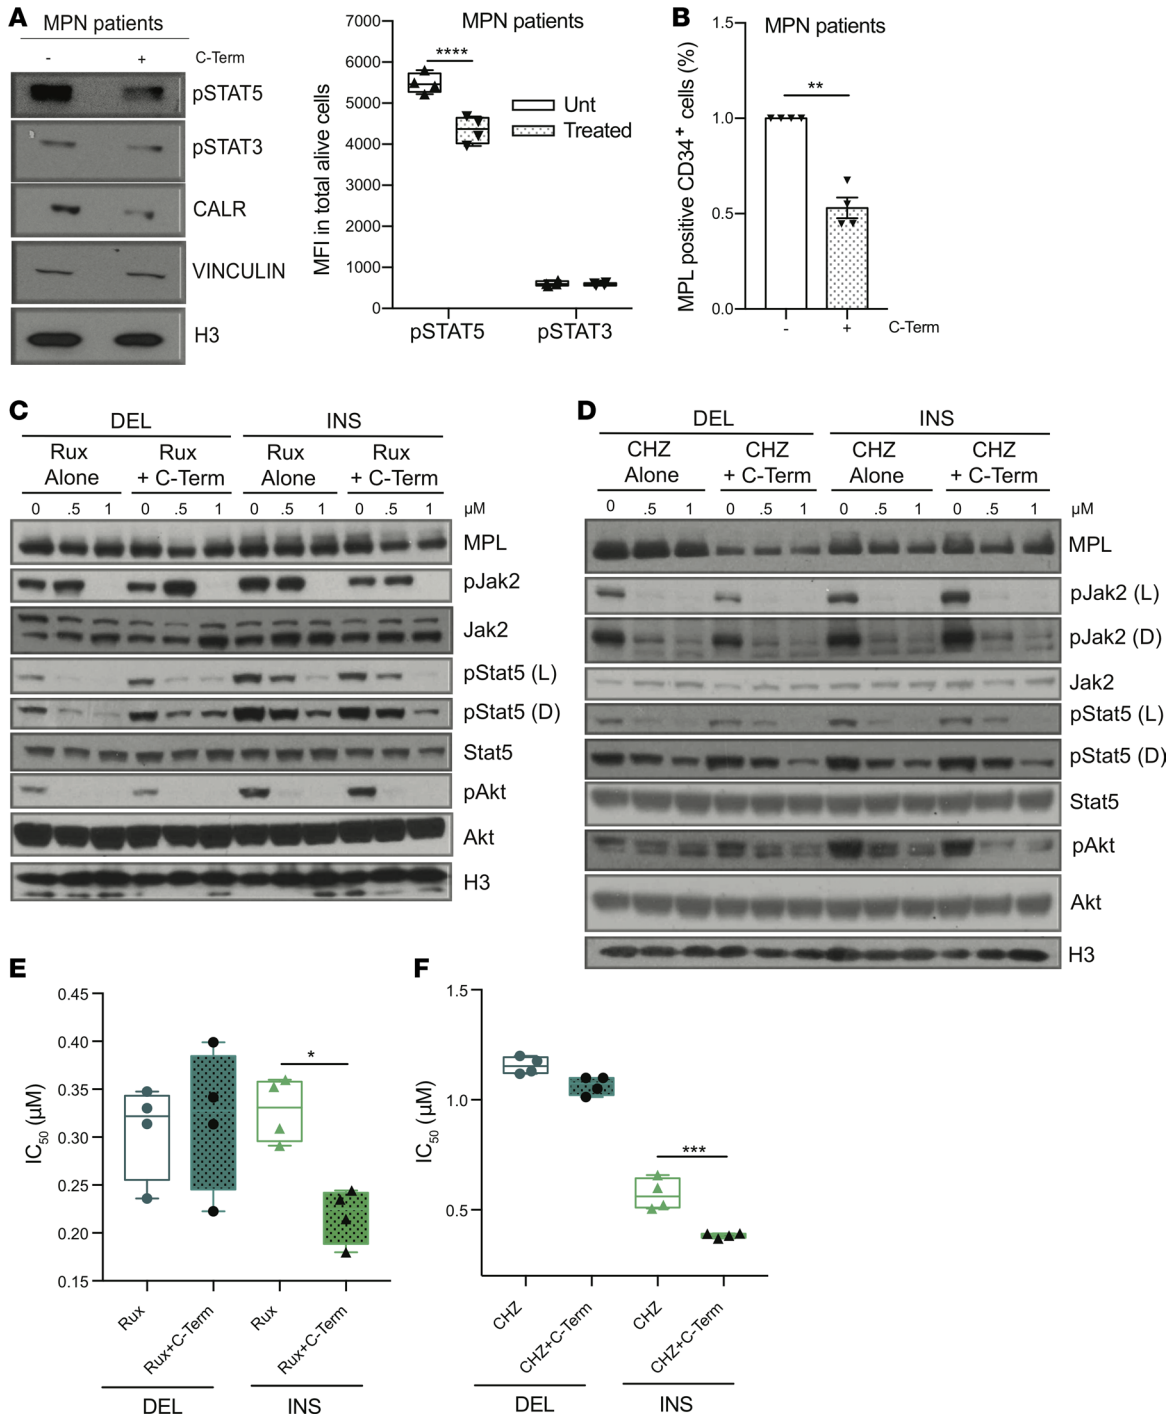 A
MPN patients
- + C-Term
pSTAT5
pSTAT3
CALR
VINCULIN
H3
MPN patients
MFI in total alive cells
7000
6000
5000
4000
3000
2000
1000
0
****
Unt
Treated
pSTAT5 pSTAT3
B
MPN patients
MPL positive CD34+ cells (%)
1.5
1.0
0.5
0.0
**
- + C-Term
C
DEL INS
Rux Alone Rux + C-Term Rux Alone Rux + C-Term
0 .5 1 0 .5 1 0 .5 1 0 .5 1 µM
MPL
pJak2
Jak2
pStat5 (L)
pStat5 (D)
Stat5
pAkt
Akt
H3
D
DEL INS
CHZ Alone CHZ + C-Term CHZ Alone CHZ + C-Term
0 .5 1 0 .5 1 0 .5 1 0 .5 1 µM
MPL
pJak2 (L)
pJak2 (D)
Jak2
pStat5 (L)
pStat5 (D)
Stat5
pAkt
Akt
H3
E
IC50 (µM)
0.45
0.40
0.35
0.30
0.25
0.20
0.15
*
Rux Rux+C-Term Rux Rux+C-Term
DEL INS
F
IC50 (µM)
1.5
1.0
0.5
***
CHZ CHZ+C-Term CHZ CHZ+C-Term
DEL INS